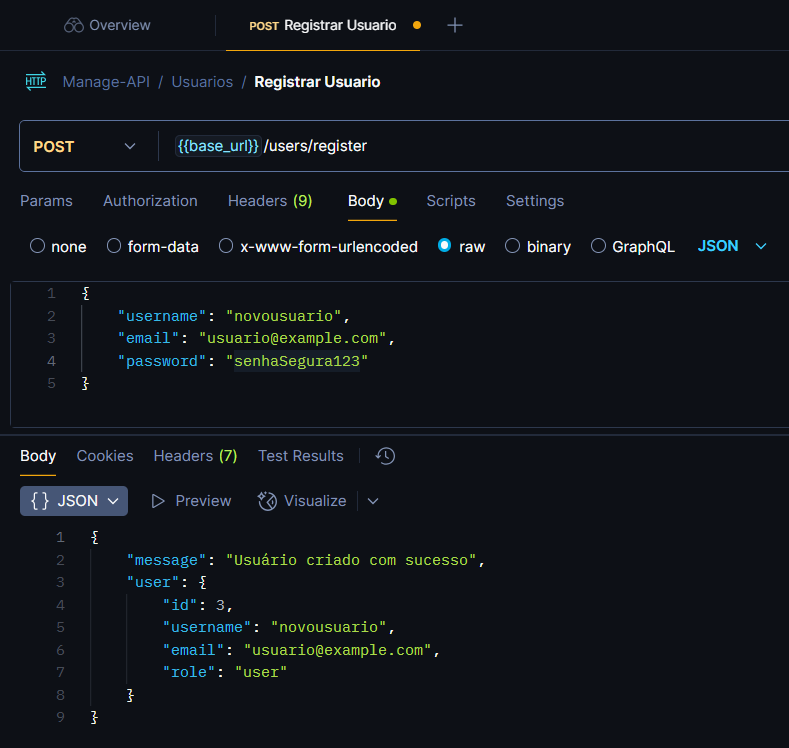 Overview
POST Registrar Usuario
HTTP Manage-API / Usuarios / Registrar Usuario
POST {{base_url}}/users/register
Params Authorization Headers (9) Body Scripts Settings
none form-data x-www-form-urlencoded raw binary GraphQL JSON
1 {
2 "username": "novousuario",
3 "email": "usuario@example.com",
4 "password": "senhaSegura123"
5 }
Body Cookies Headers (7) Test Results
{} JSON Preview Visualize
1 {
2 "message": "Usuário criado com sucesso",
3 "user": {
4 "id": 3,
5 "username": "novousuario",
6 "email": "usuario@example.com",
7 "role": "user"
8 }
9 }